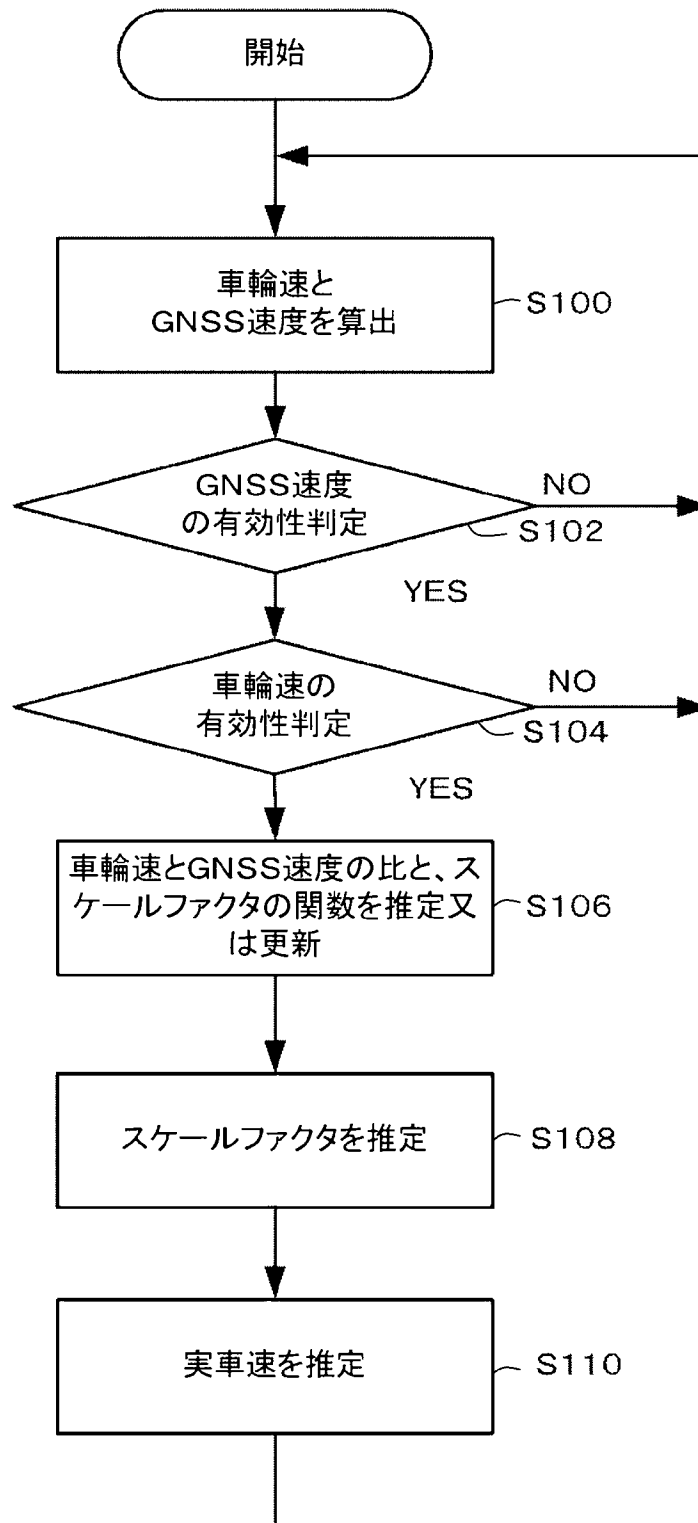 開始
車輪速と
GNSS速度を算出
S100
GNSS速度
の有効性判定
NO
S102
YES
車輪速の
有効性判定
NO
S104
YES
車輪速とGNSS速度の比と、ス
ケールファクタの関数を推定又
は更新
S106
スケールファクタを推定
S108
実車速を推定
S110